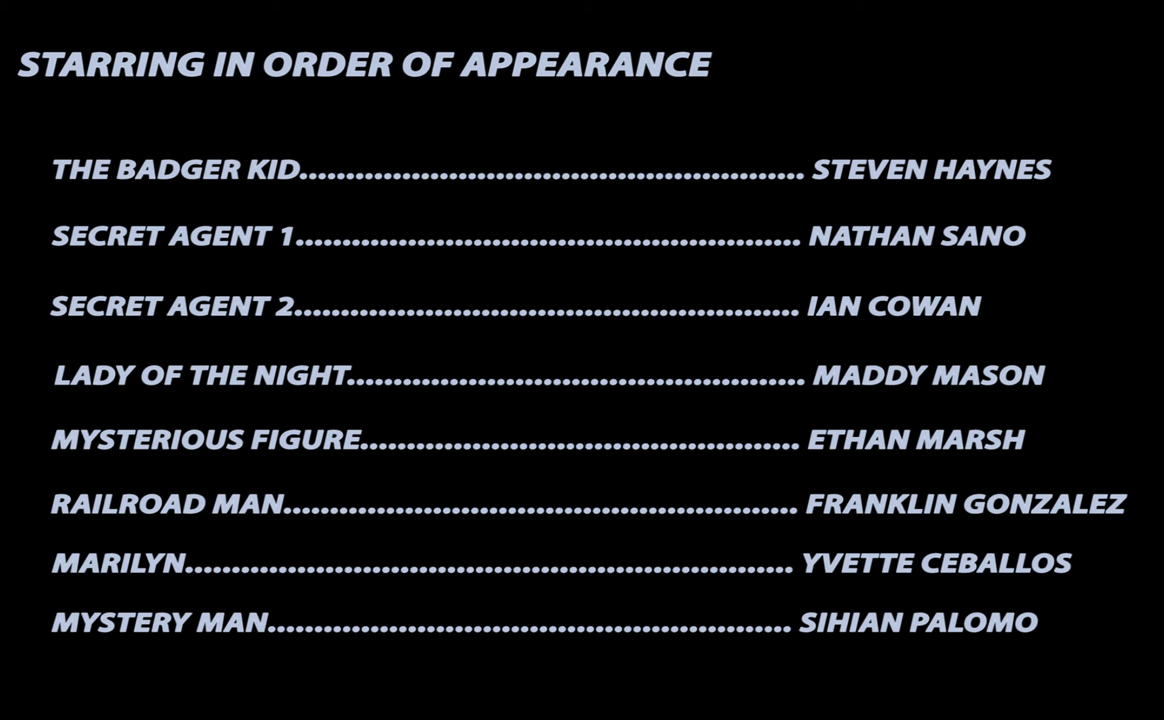 STARRING IN ORDER OF APPEARANCE
THE BADGER KID...................................................... STEVEN HAYNES
SECRET AGENT 1...................................................... NATHAN SANO
SECRET AGENT 2...................................................... IAN COWAN
LADY OF THE NIGHT................................................. MADDY MASON
MYSTERIOUS FIGURE............................................... ETHAN MARSH
RAILROAD MAN....................................................... FRANKLIN GONZALEZ
MARILYN................................................................. YVETTE CEBALLOS
MYSTERY MAN........................................................ SIHIAN PALOMO